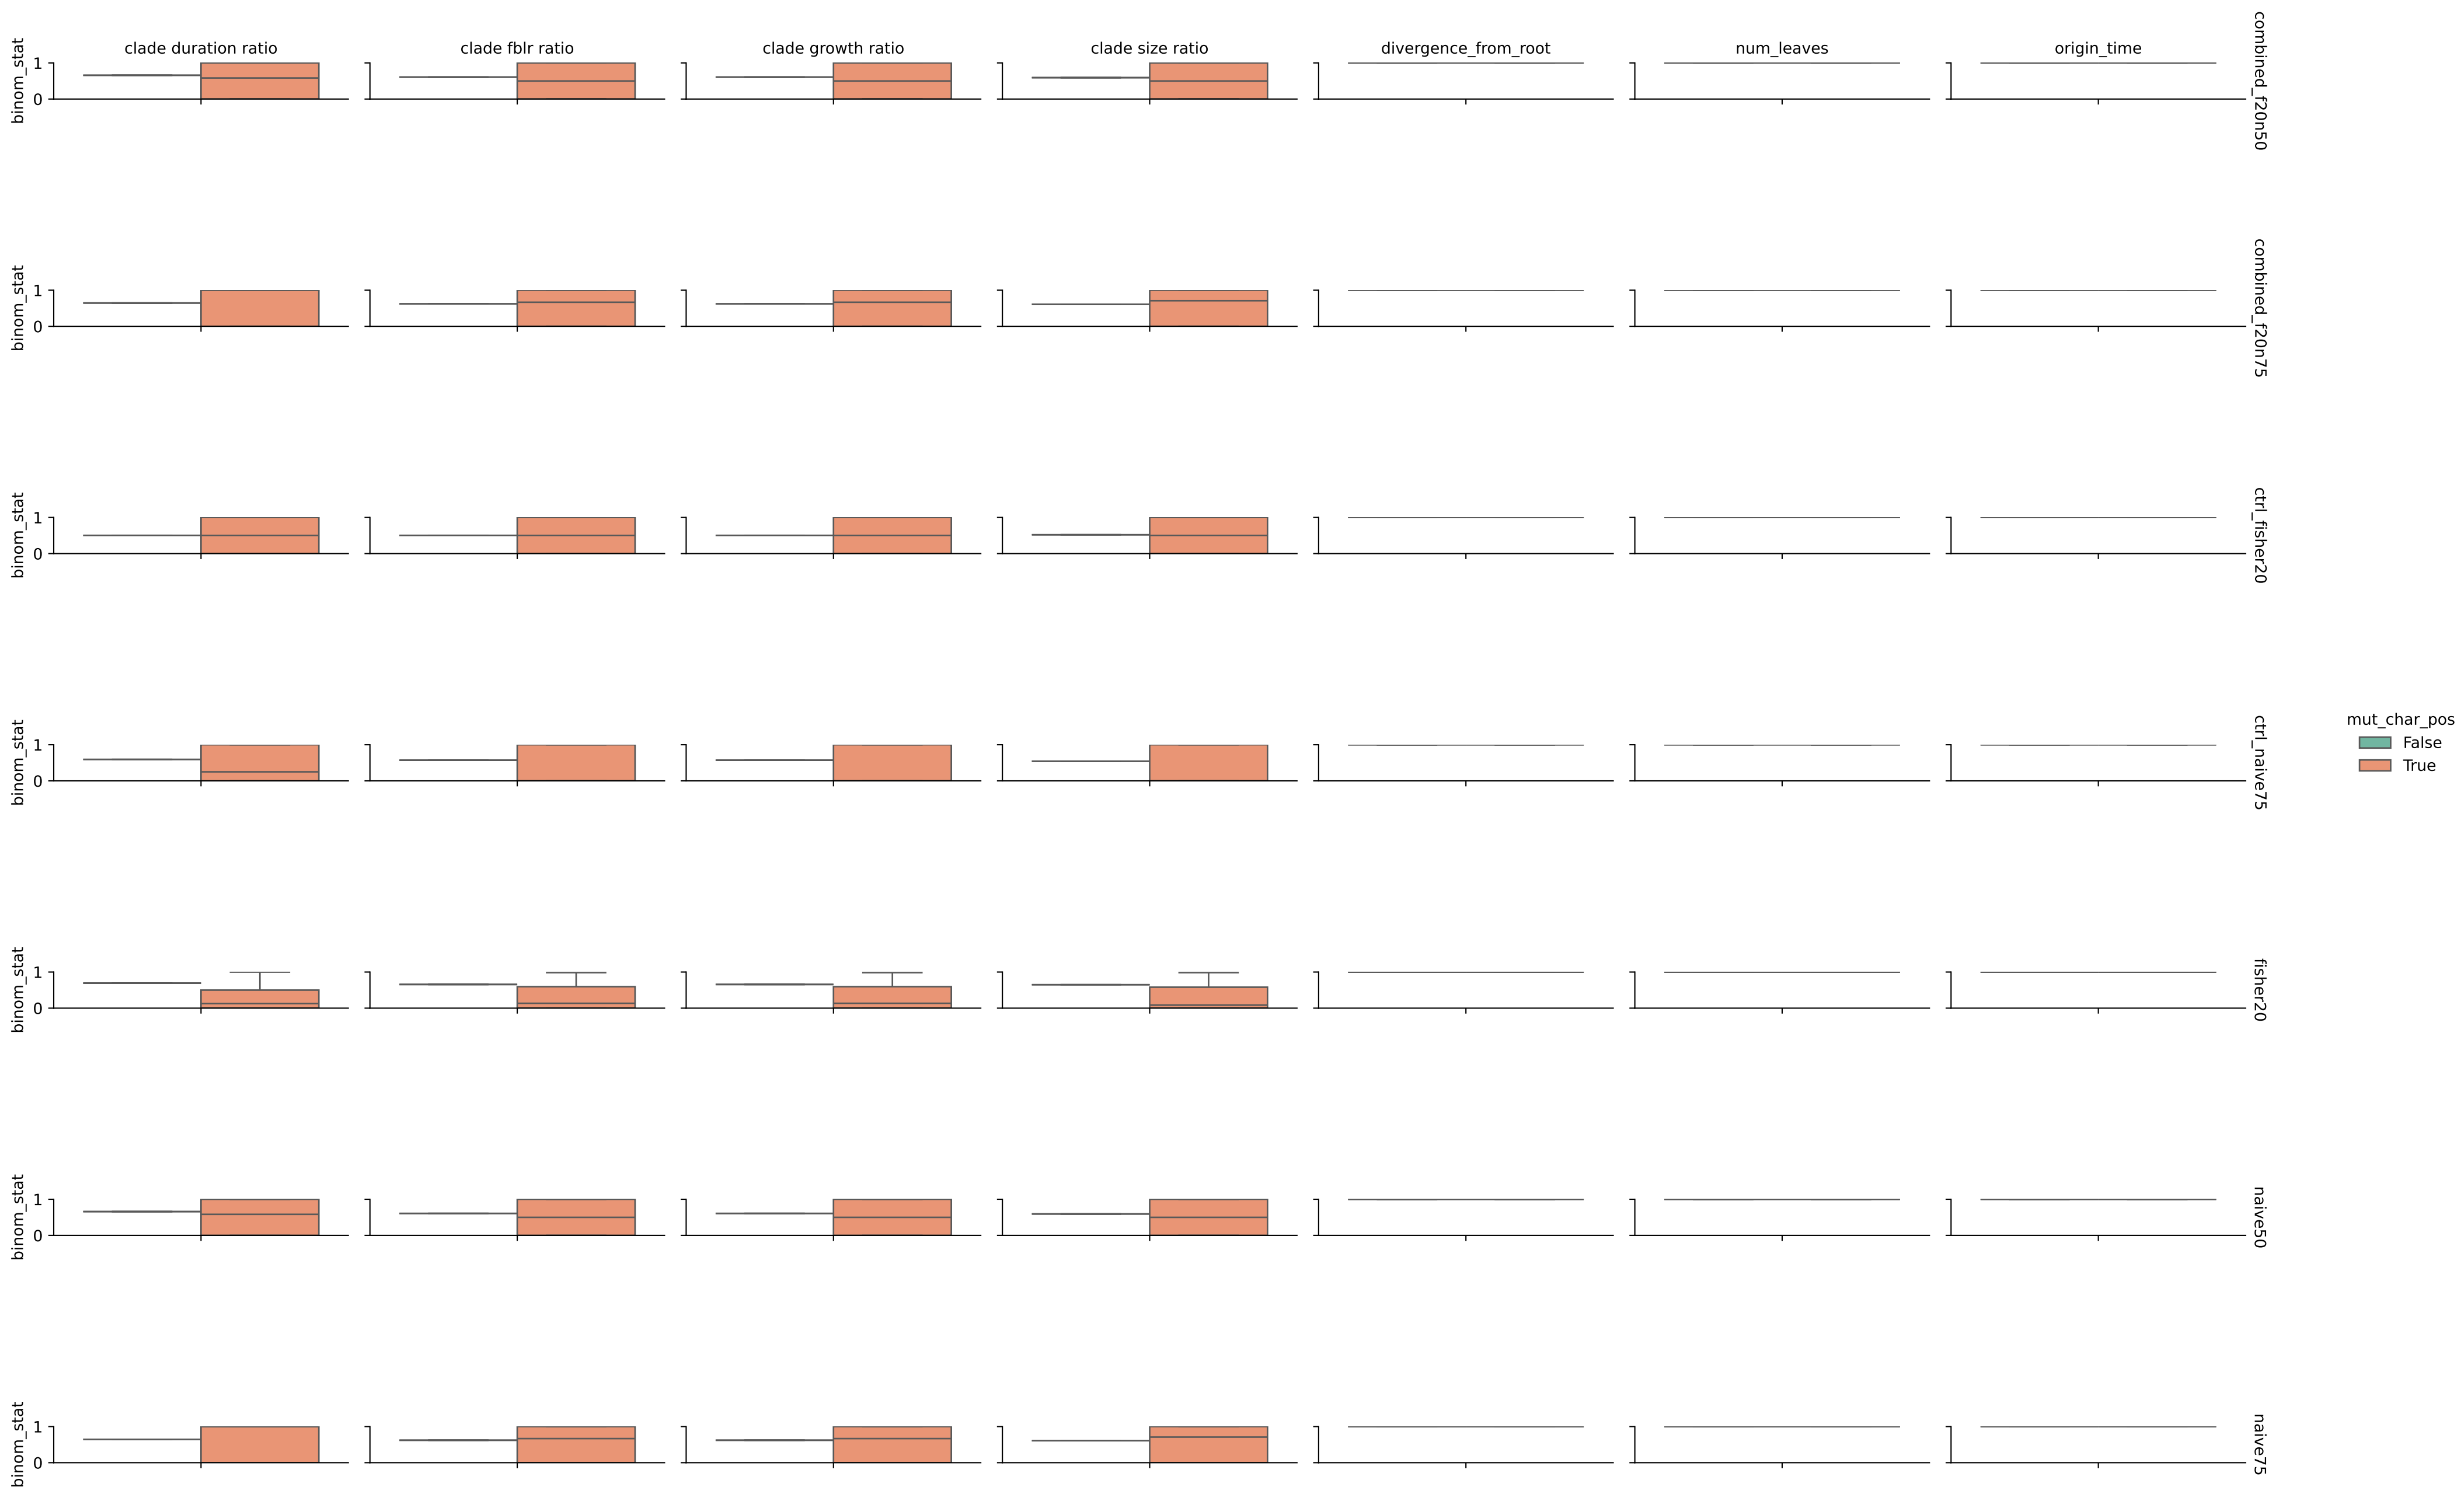 clade duration ratio
clade fblr ratio
clade growth ratio
clade size ratio
divergence_from_root
num_leaves
origin_time
binom_stat
1
0
combined_f20n50
binom_stat
1
0
combined_f20n75
binom_stat
1
0
ctrl_fisher20
binom_stat
1
0
ctrl_naive75
mut_char_pos
False
True
binom_stat
1
0
fisher20
binom_stat
1
0
naive50
binom_stat
1
0
naive75